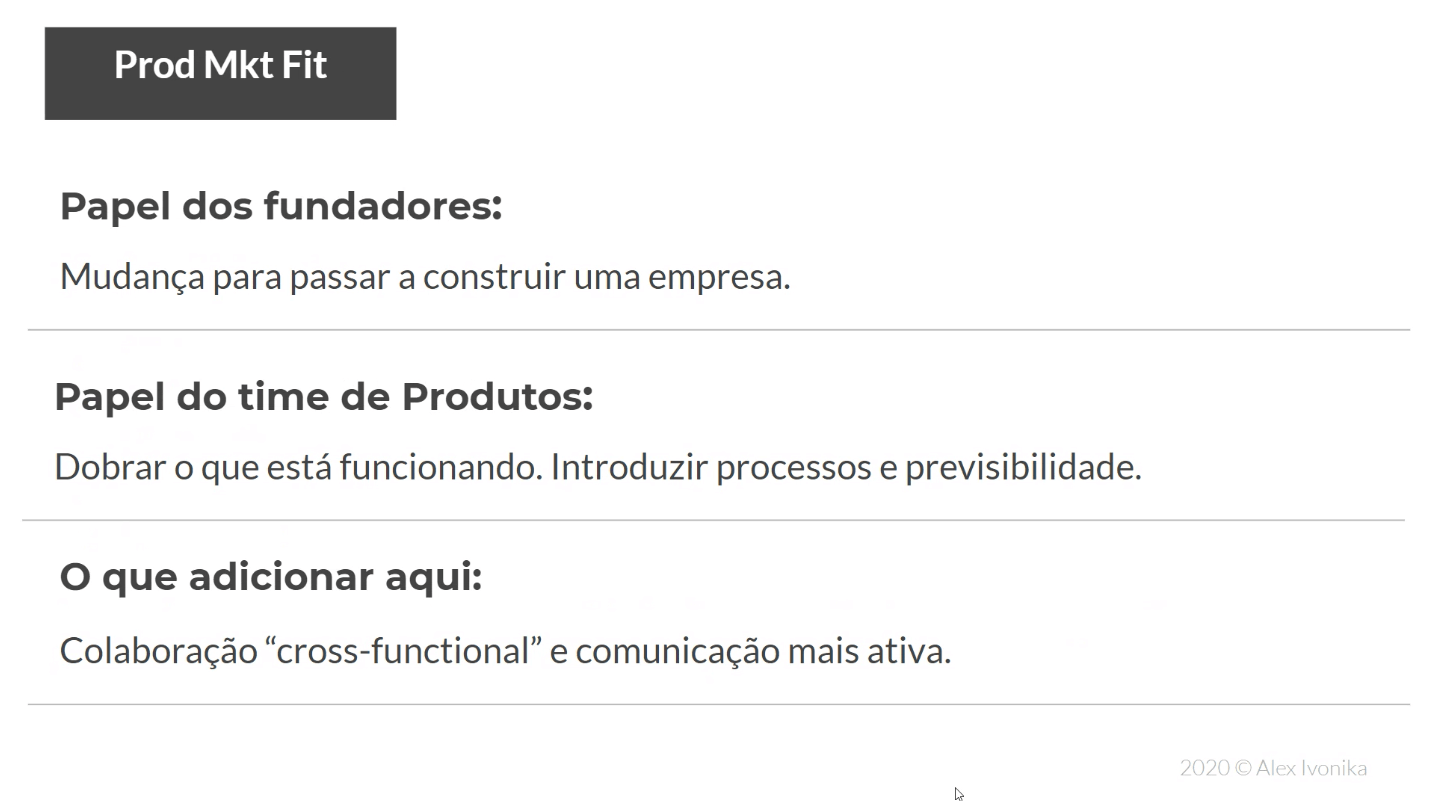 Prod Mkt Fit
Papel dos fundadores:
Mudança para passar a construir uma empresa.
Papel do time de Produtos:
Dobrar o que está funcionando. Introduzir processos e previsibilidade.
O que adicionar aqui:
Colaboração “cross-functional” e comunicação mais ativa.
2020 © Alex Ivonika